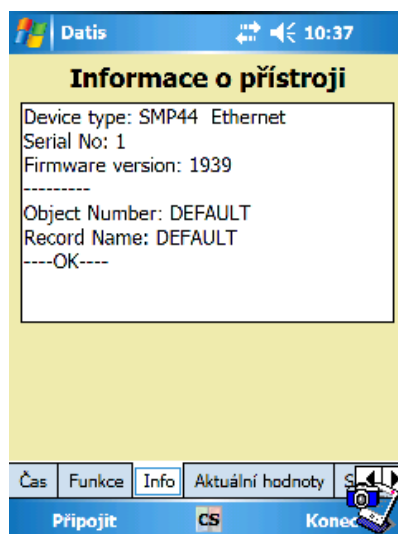 Datis 10:37
Informace o přístroji
Device type: SMP44 Ethernet
Serial No: 1
Firmware version: 1939
---------
Object Number: DEFAULT
Record Name: DEFAULT
----OK----
Čas Funkce Info Aktuální hodnoty
Připojit CS